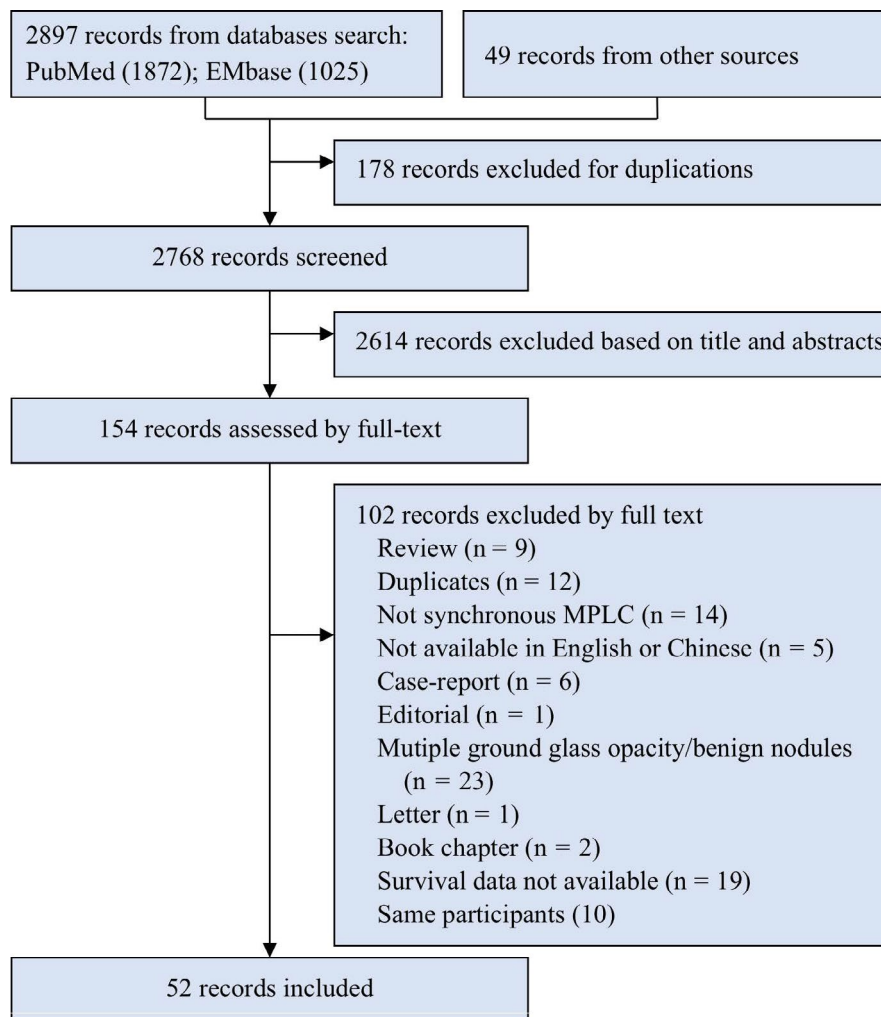 2897 records from databases search:
PubMed (1872); EMbase (1025)
49 records from other sources
178 records excluded for duplications
2768 records screened
2614 records excluded based on title and abstracts
154 records assessed by full-text
102 records excluded by full text
Review (n = 9)
Duplicates (n = 12)
Not synchronous MPLC (n = 14)
Not available in English or Chinese (n = 5)
Case-report (n = 6)
Editorial (n = 1)
Mutiple ground glass opacity/benign nodules
(n = 23)
Letter (n = 1)
Book chapter (n = 2)
Survival data not available (n = 19)
Same participants (10)
52 records included